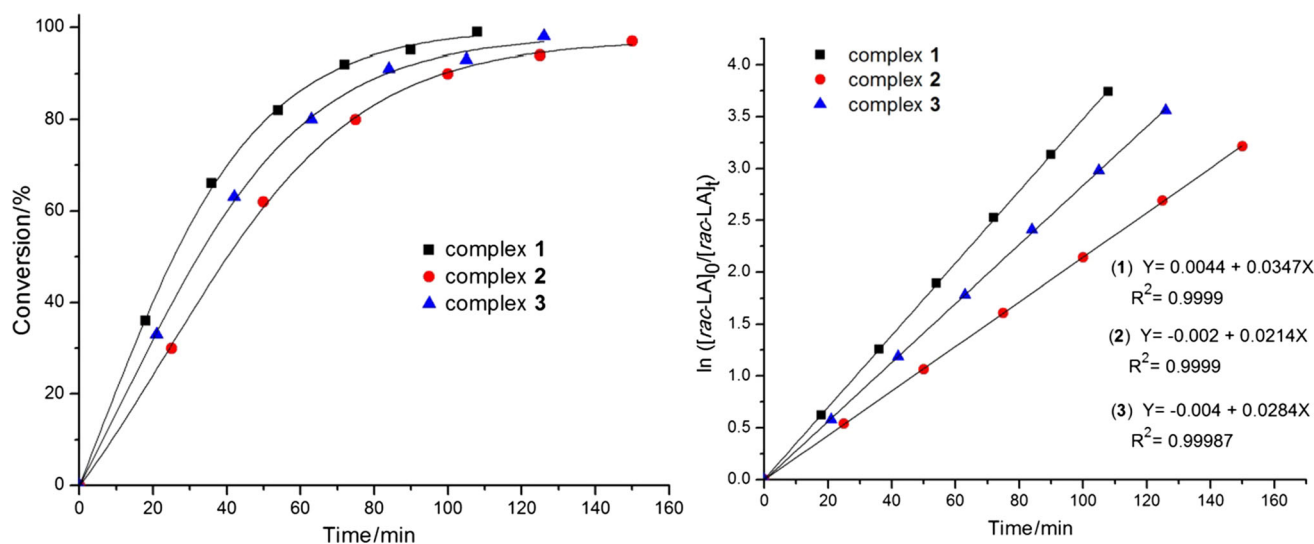 100
80
60
40
20
0
Conversion/%
complex 1
complex 2
complex 3
0 20 40 60 80 100 120 140 160
Time/min
complex 1
complex 2
complex 3
4.0
3.5
3.0
2.5
2.0
1.5
1.0
0.5
0.0
ln ([rac-LA]0/[rac-LA]t)
(1) Y= 0.0044 + 0.0347X
R²= 0.9999
(2) Y= -0.002 + 0.0214X
R²= 0.9999
(3) Y= -0.004 + 0.0284X
R²= 0.99987
0 20 40 60 80 100 120 140 160
Time/min